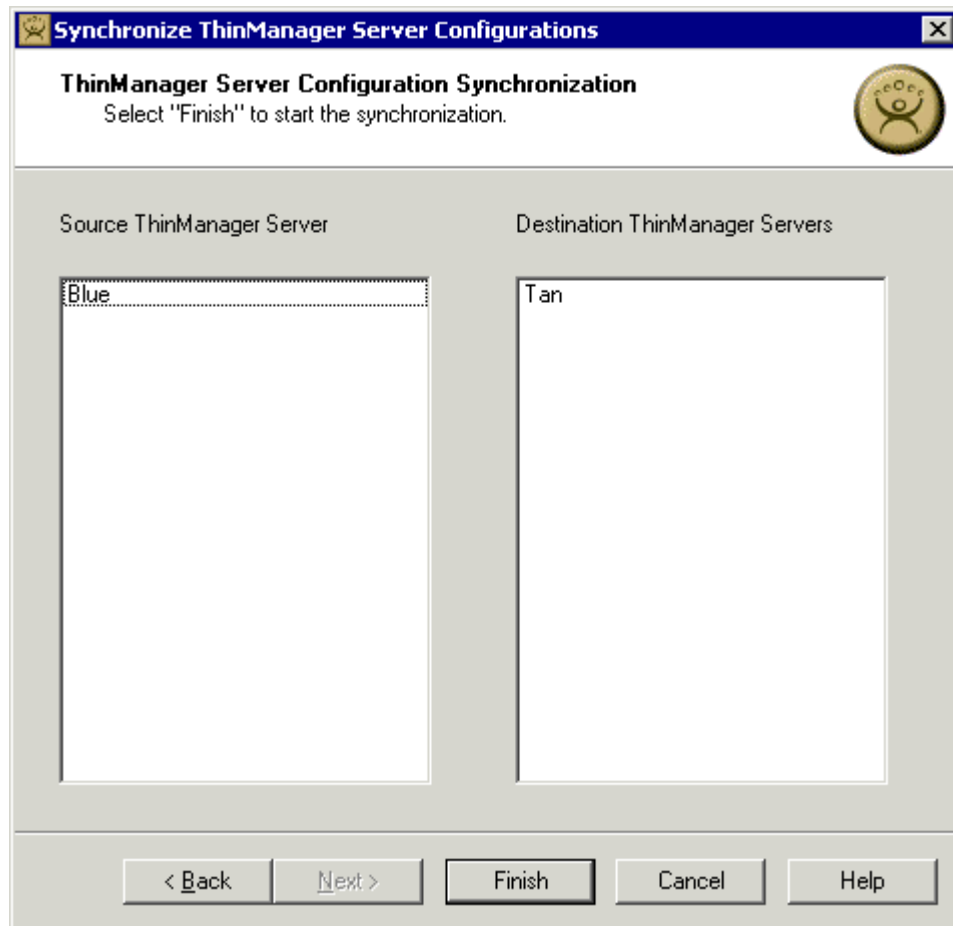 Synchronize ThinManager Server Configurations
ThinManager Server Configuration Synchronization
Select "Finish" to start the synchronization.
Source ThinManager Server
Destination ThinManager Servers
Blue
Tan
< Back
Next >
Finish
Cancel
Help